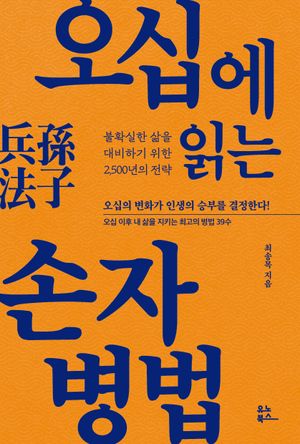 오십에
읽는
불확실한 삶을
대비하기 위한
2,500년의 전략
孫子
兵法
오십의 변화가 인생의 승부를 결정한다!
오십 이후 내 삶을 지키는 최고의 병법 39수
최송목 지음
손자
병법
유노
북스